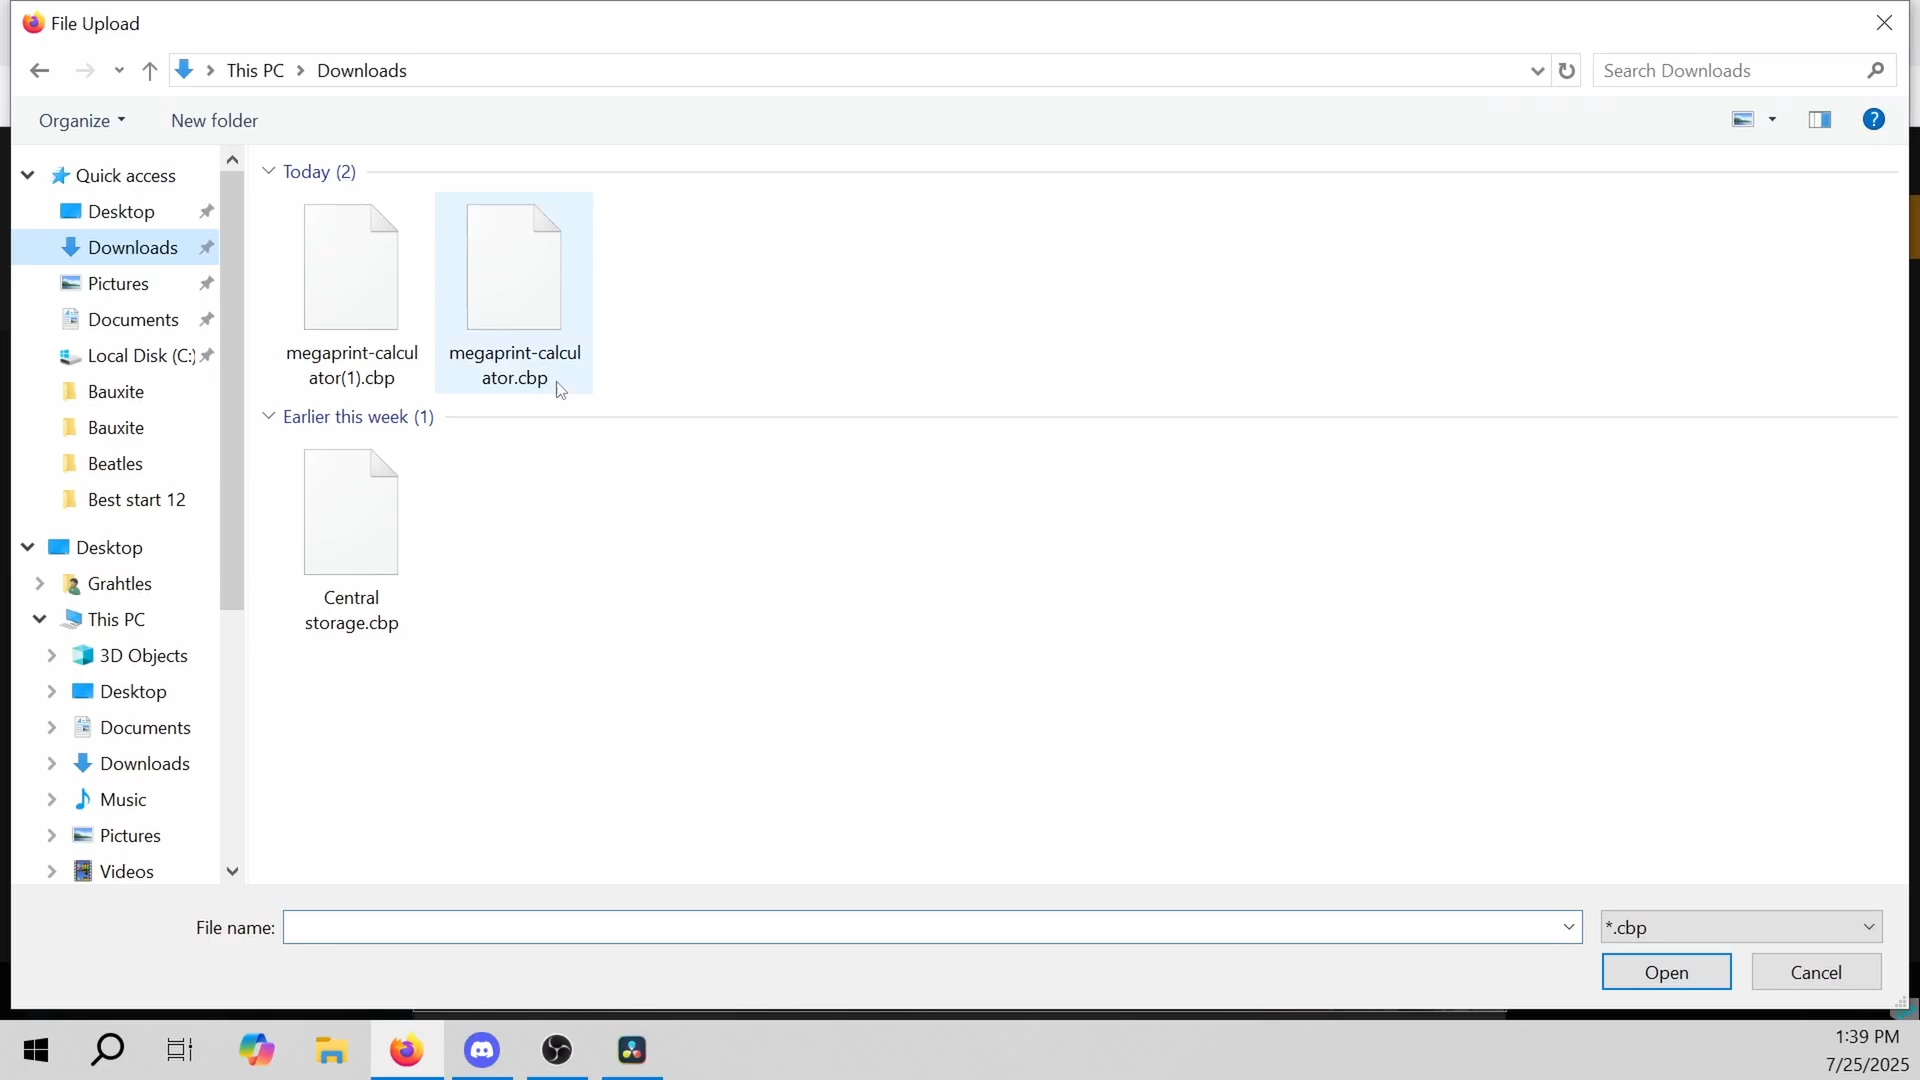 File Upload
This PC
Downloads
Search Downloads
Organize
New folder
?
Quick access
Desktop
Downloads
Pictures
Documents
Local Disk (C:)
Bauxite
Bauxite
Beatles
Best start 12
Desktop
Grahtles
This PC
3D Objects
Desktop
Documents
Downloads
Music
Pictures
Videos
Today (2)
megaprint-calcul
ator(1).cbp
megaprint-calcul
ator.cbp
Earlier this week (1)
Central
storage.cbp
File name:
*.cbp
Open
Cancel
1:39 PM
7/25/2025